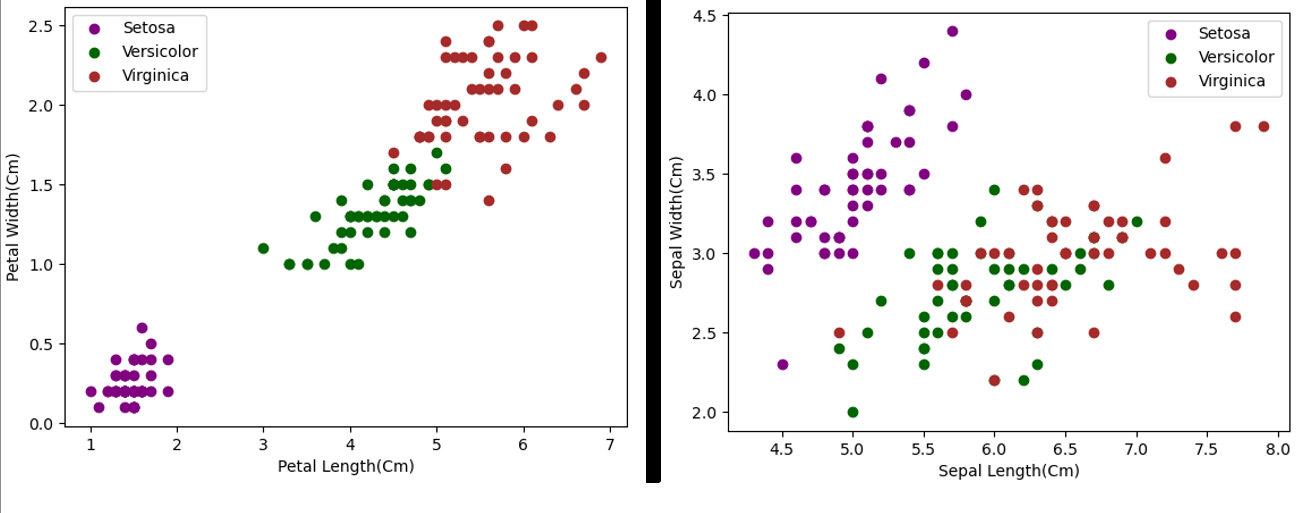 Setosa
Versicolor
Virginica
2.5
2.0
1.5
1.0
0.5
0.0
Petal Width(Cm)
1 2 3 4 5 6 7
Petal Length(Cm)
Setosa
Versicolor
Virginica
4.5
4.0
3.5
3.0
2.5
2.0
Sepal Width(Cm)
4.5 5.0 5.5 6.0 6.5 7.0 7.5 8.0
Sepal Length(Cm)